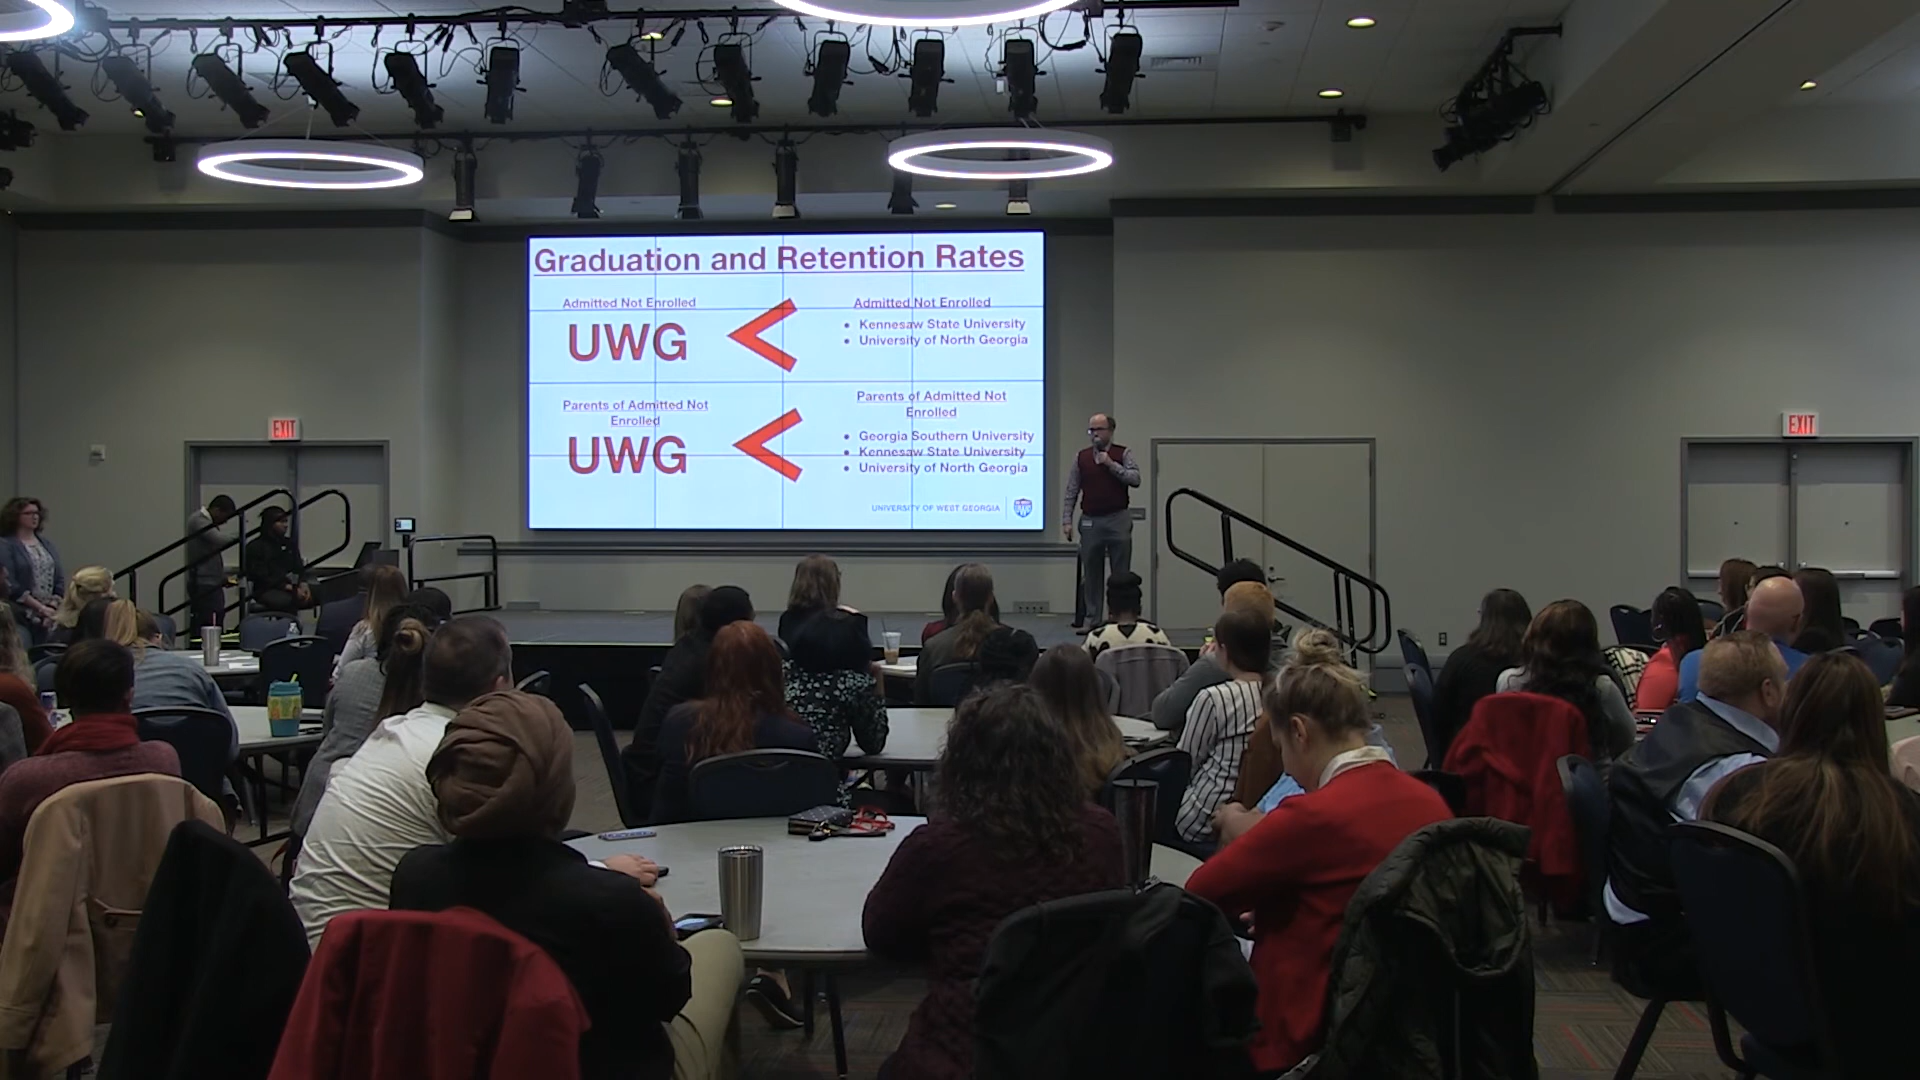 Graduation and Retention Rates
Admitted Not Enrolled
UWG
<
Admitted Not Enrolled
• Kennesaw State University
• University of North Georgia
Parents of Admitted Not
Enrolled
UWG
<
Parents of Admitted Not
Enrolled
• Georgia Southern University
• Kennesaw State University
• University of North Georgia
UNIVERSITY OF WEST GEORGIA
EXIT
EXIT